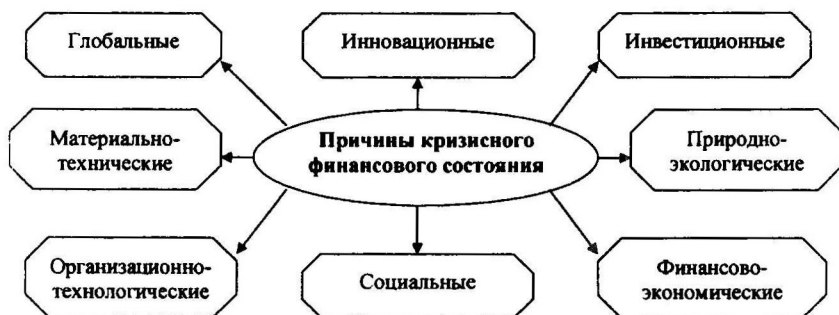 Глобальные
Инновационные
Инвестиционные
Материально-
технические
Причины кризисного
финансового состояния
Природно-
экологические
Организационно-
технологические
Социальные
Финансово-
экономические